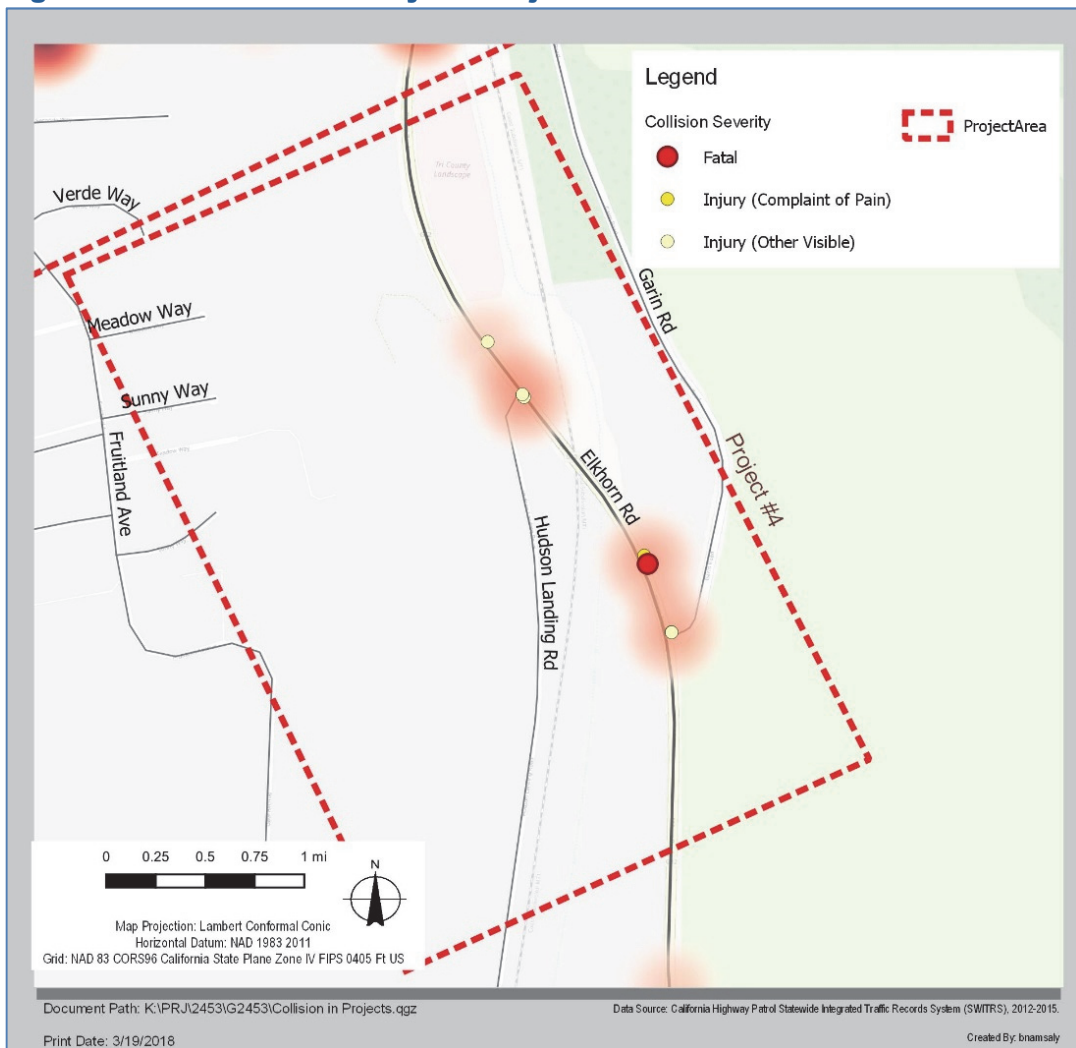 Legend
Collision Severity
Fatal
Injury (Complaint of Pain)
Injury (Other Visible)
ProjectArea
Tri County
Landscape
Verde Way
Meadow Way
Sunny Way
Fruitland Ave
Garin Rd
Elkhorn Rd
Hudson Landing Rd
Project #4
0 0.25 0.5 0.75 1 mi
N
Map Projection: Lambert Conformal Conic
Horizontal Datum: NAD 1983 2011
Grid: NAD 83 CORS96 California State Plane Zone IV FIPS 0405 Ft US
Document Path: K:\PRJ\2453\G2453\Collision in Projects.qgz
Data Source: California Highway Patrol Statewide Integrated Traffic Records System (SWITRS), 2012-2015.
Print Date: 3/19/2018
Created By: bnamsaly